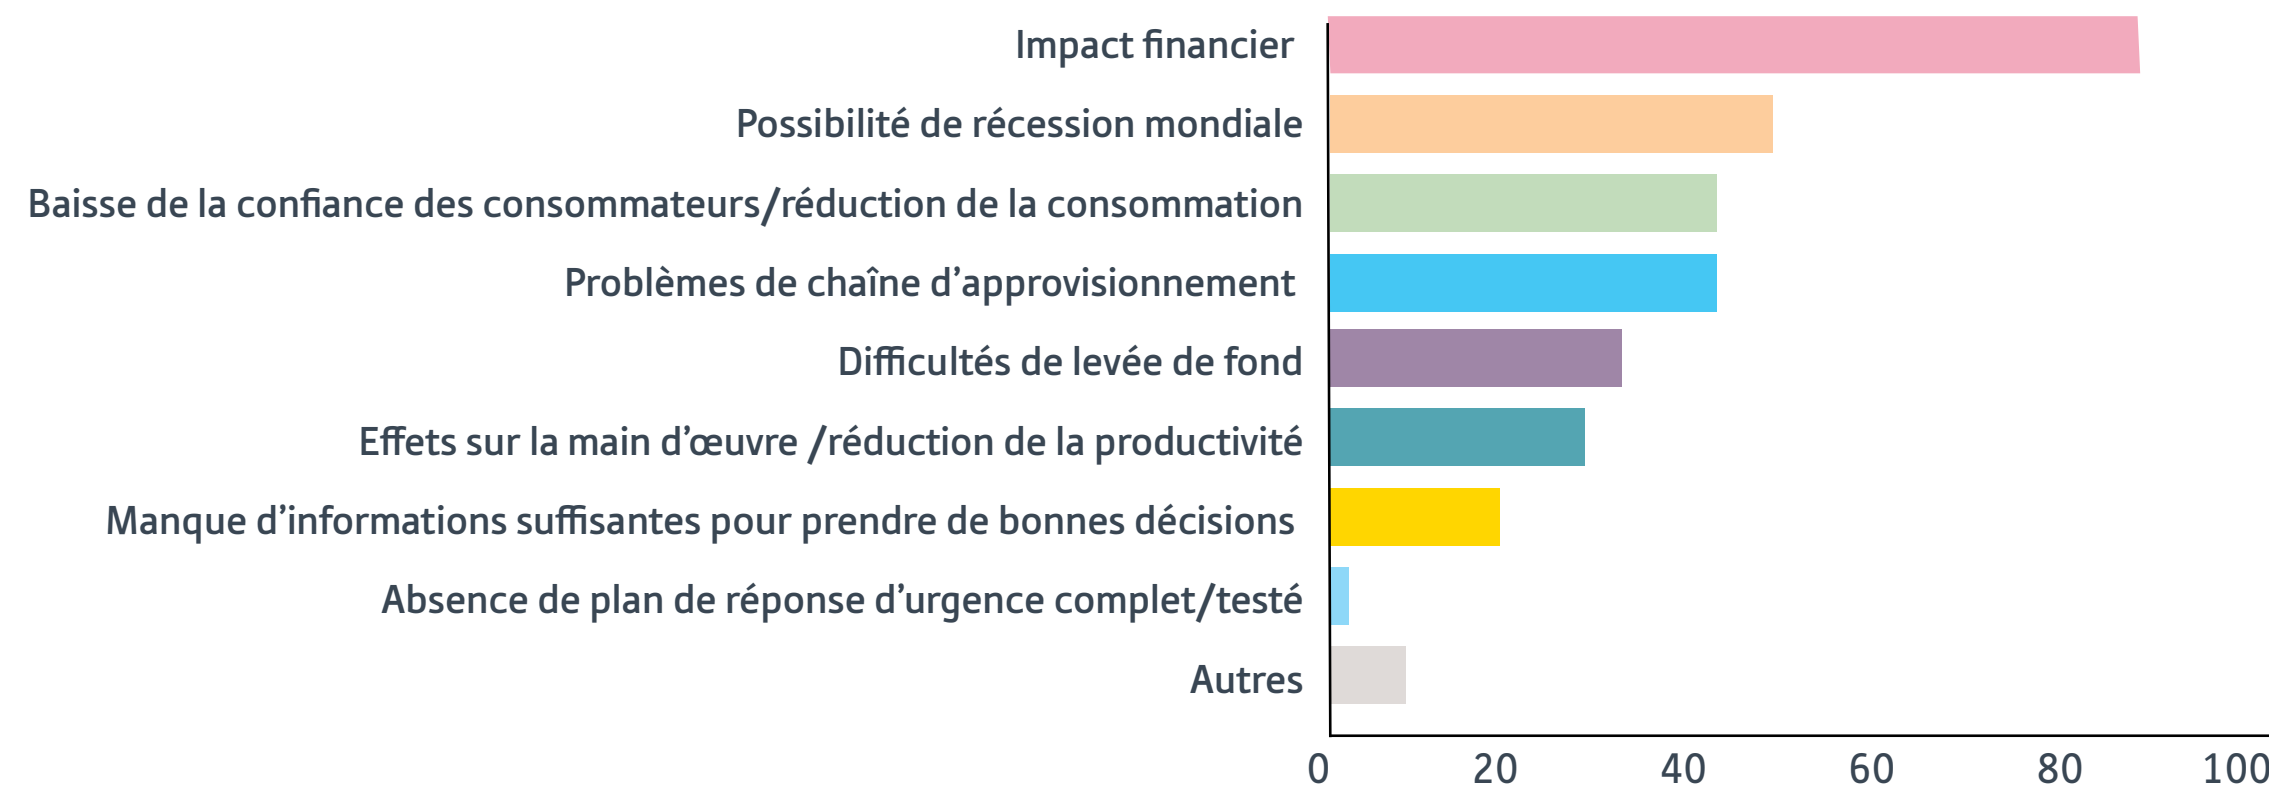 Impact financier
Possibilité de récession mondiale
Baisse de la confiance des consommateurs/réduction de la consommation
Problèmes de chaîne d’approvisionnement
Difficultés de levée de fond
Effets sur la main d’œuvre /réduction de la productivité
Manque d’informations suffisantes pour prendre de bonnes décisions
Absence de plan de réponse d’urgence complet/testé
Autres
0 20 40 60 80 100